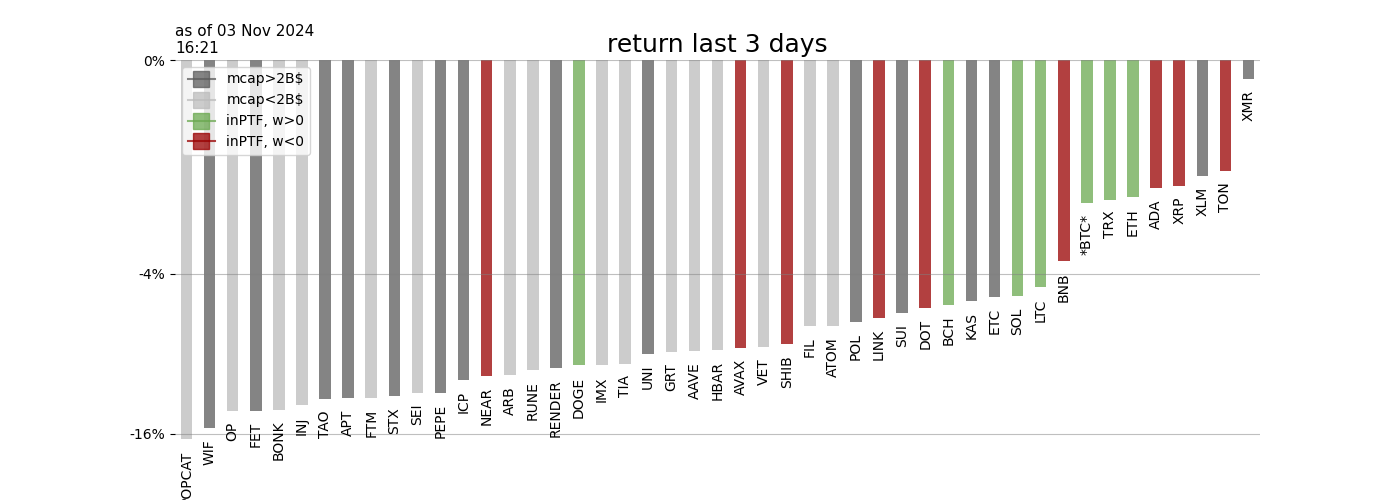 as of 03 Nov 2024
16:21
return last 3 days
0%
mcap>2B$
mcap<2B$
inPTF, w>0
inPTF, w<0
-4%
-16%
OPCAT
WIF
OP
FET
BONK
INJ
TAO
APT
FTM
STX
SEI
PEPE
ICP
NEAR
ARB
RUNE
RENDER
DOGE
IMX
TIA
UNI
GRT
AAVE
HBAR
AVAX
VET
SHIB
FIL
ATOM
POL
LINK
SUI
DOT
BCH
KAS
ETC
SOL
LTC
BNB
*BTC*
TRX
ETH
ADA
XRP
XLM
TON
XMR